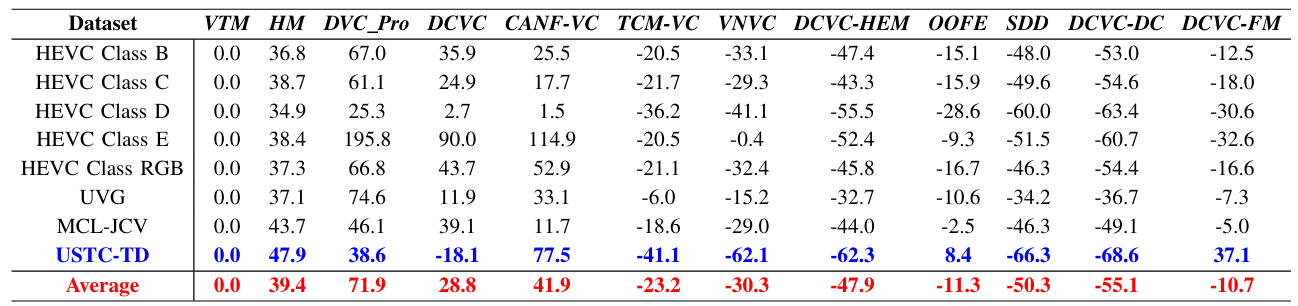 Dataset VTM HM DVC_Pro DCVC CANF-VC TCM-VC VNVC DCVC-HEM OOFE SDD DCVC-DC DCVC-FM
HEVC Class B 0.0 36.8 67.0 35.9 25.5 -20.5 -33.1 -47.4 -15.1 -48.0 -53.0 -12.5
HEVC Class C 0.0 38.7 61.1 24.9 17.7 -21.7 -29.3 -43.3 -15.9 -49.6 -54.6 -18.0
HEVC Class D 0.0 34.9 25.3 2.7 1.5 -36.2 -41.1 -55.5 -28.6 -60.0 -63.4 -30.6
HEVC Class E 0.0 38.4 195.8 90.0 114.9 -20.5 -0.4 -52.4 -9.3 -51.5 -60.7 -32.6
HEVC Class RGB 0.0 37.3 66.8 43.7 52.9 -21.1 -32.4 -45.8 -16.7 -46.3 -54.4 -16.6
UVG 0.0 37.1 74.6 11.9 33.1 -6.0 -15.2 -32.7 -10.6 -34.2 -36.7 -7.3
MCL-JCV 0.0 43.7 46.1 39.1 11.7 -18.6 -29.0 -44.0 -2.5 -46.3 -49.1 -5.0
USTC-TD 0.0 47.9 38.6 -18.1 77.5 -41.1 -62.1 -62.3 8.4 -66.3 -68.6 37.1
Average 0.0 39.4 71.9 28.8 41.9 -23.2 -30.3 -47.9 -11.3 -50.3 -55.1 -10.7